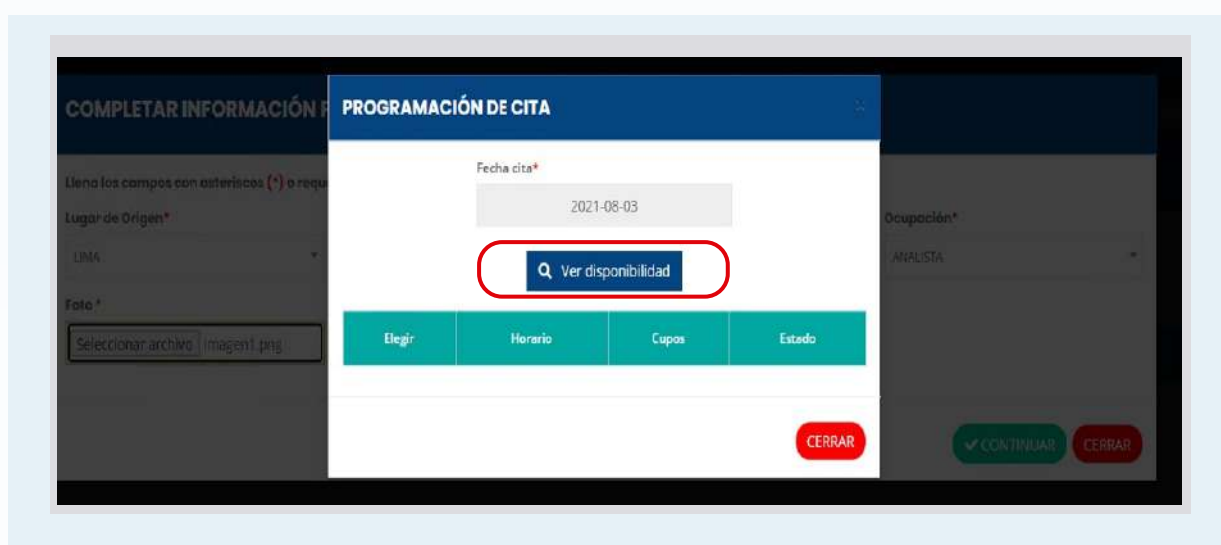 COMPLETAR INFORMACIÓN
PROGRAMACIÓN DE CITA
×
Llena los campos con asteriscos (*) o requ
Lugar de Origen*
LIMA
Foto *
Seleccionar archivo imagen1.png
Fecha cita*
2021-08-03
Ver disponibilidad
Elegir Horario Cupos Estado
CERRAR
Ocupación*
ANALISTA
CONTINUAR CERRAR